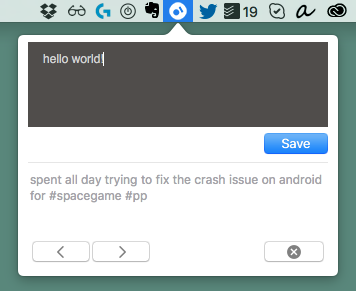 19
hello world!
Save
spent all day trying to fix the crash issue on android
for #spacegame #pp